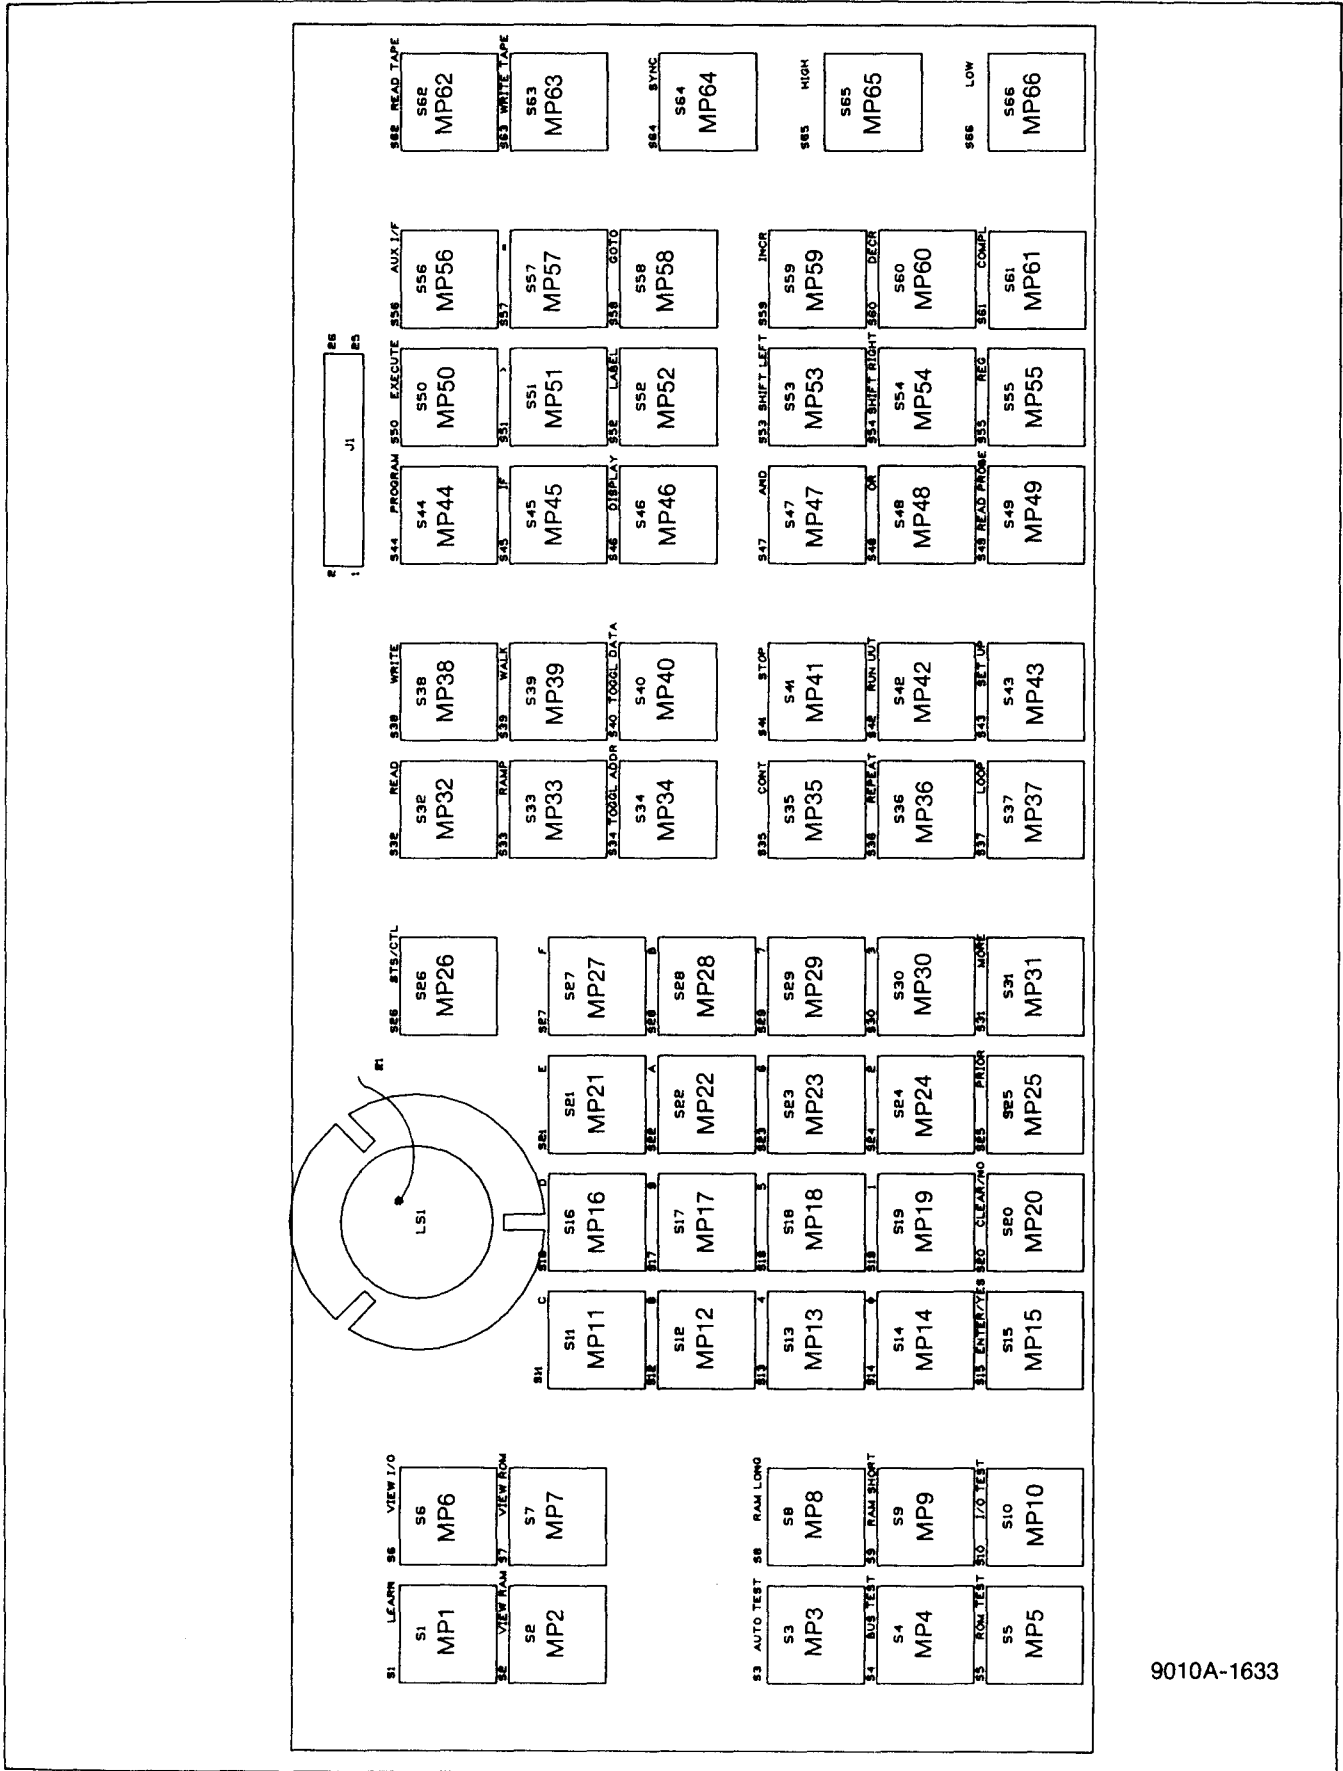 S1 LEARN
S1
MP1
S2 VIEW RAM
S2
MP2
S3 AUTO TEST
S3
MP3
S4 BUS TEST
S4
MP4
S5 ROM TEST
S5
MP5
S6 VIEW I/O
S6
MP6
S7 VIEW ROM
S7
MP7
S8 RAM LONG
S8
MP8
S9 RAM SHORT
S9
MP9
S10 I/O TEST
S10
MP10
LS1
S11 C
S11
MP11
S12 8
S12
MP12
S13 4
S13
MP13
S14 0
S14
MP14
S15 ENTER/YES
S15
MP15
S16 D
S16
MP16
S17 9
S17
MP17
S18 5
S18
MP18
S19 1
S19
MP19
S20 CLEAR/NO
S20
MP20
S21 E
S21
MP21
S22 A
S22
MP22
S23 6
S23
MP23
S24 2
S24
MP24
S25 PRIOR
S25
MP25
S26 STS/CTL
S26
MP26
S27 F
S27
MP27
S28 B
S28
MP28
S29 7
S29
MP29
S30 3
S30
MP30
S31 MORE
S31
MP31
S32 READ
S32
MP32
S33 RAMP
S33
MP33
S34 TOGGL ADDR
S34
MP34
S35 CONT
S35
MP35
S36 REPEAT
S36
MP36
S37 LOOP
S37
MP37
S38 WRITE
S38
MP38
S39 WALK
S39
MP39
S40 TOGGL DATA
S40
MP40
S41 STOP
S41
MP41
S42 RUN UUT
S42
MP42
S43 SET UP
S43
MP43
2 26
J1
1 25
S44 PROGRAM
S44
MP44
S45 IF
S45
MP45
S46 DISPLAY
S46
MP46
S47 AND
S47
MP47
S48 OR
S48
MP48
S49 READ PROBE
S49
MP49
S50 EXECUTE
S50
MP50
S51 >
S51
MP51
S52 LABEL
S52
MP52
S53 SHIFT LEFT
S53
MP53
S54 SHIFT RIGHT
S54
MP54
S55 REG
S55
MP55
S56 AUX I/F
S56
MP56
S57 =
S57
MP57
S58 GOTO
S58
MP58
S59 INCR
S59
MP59
S60 DECR
S60
MP60
S61 COMPL
S61
MP61
S62 READ TAPE
S62
MP62
S63 WRITE TAPE
S63
MP63
S64 SYNC
S64
MP64
S65 HIGH
S65
MP65
S66 LOW
S66
MP66
9010A-1633